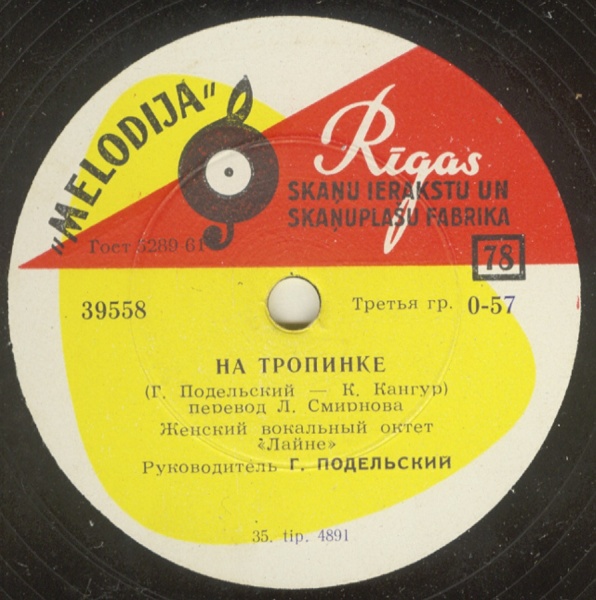 „MELODIJA“
Rīgas
SKAŅU IERAKSTU UN
SKAŅUPLAŠU FABRIKA
Гост 5289-61
78
39558
Третья гр. 0-57
НА ТРОПИНКЕ
(Г. Подельский — К. Кангур)
перевод Л. Смирнова
Женский вокальный октет
«Лайне»
Руководитель Г. ПОДЕЛЬСКИЙ
35. tip. 4891